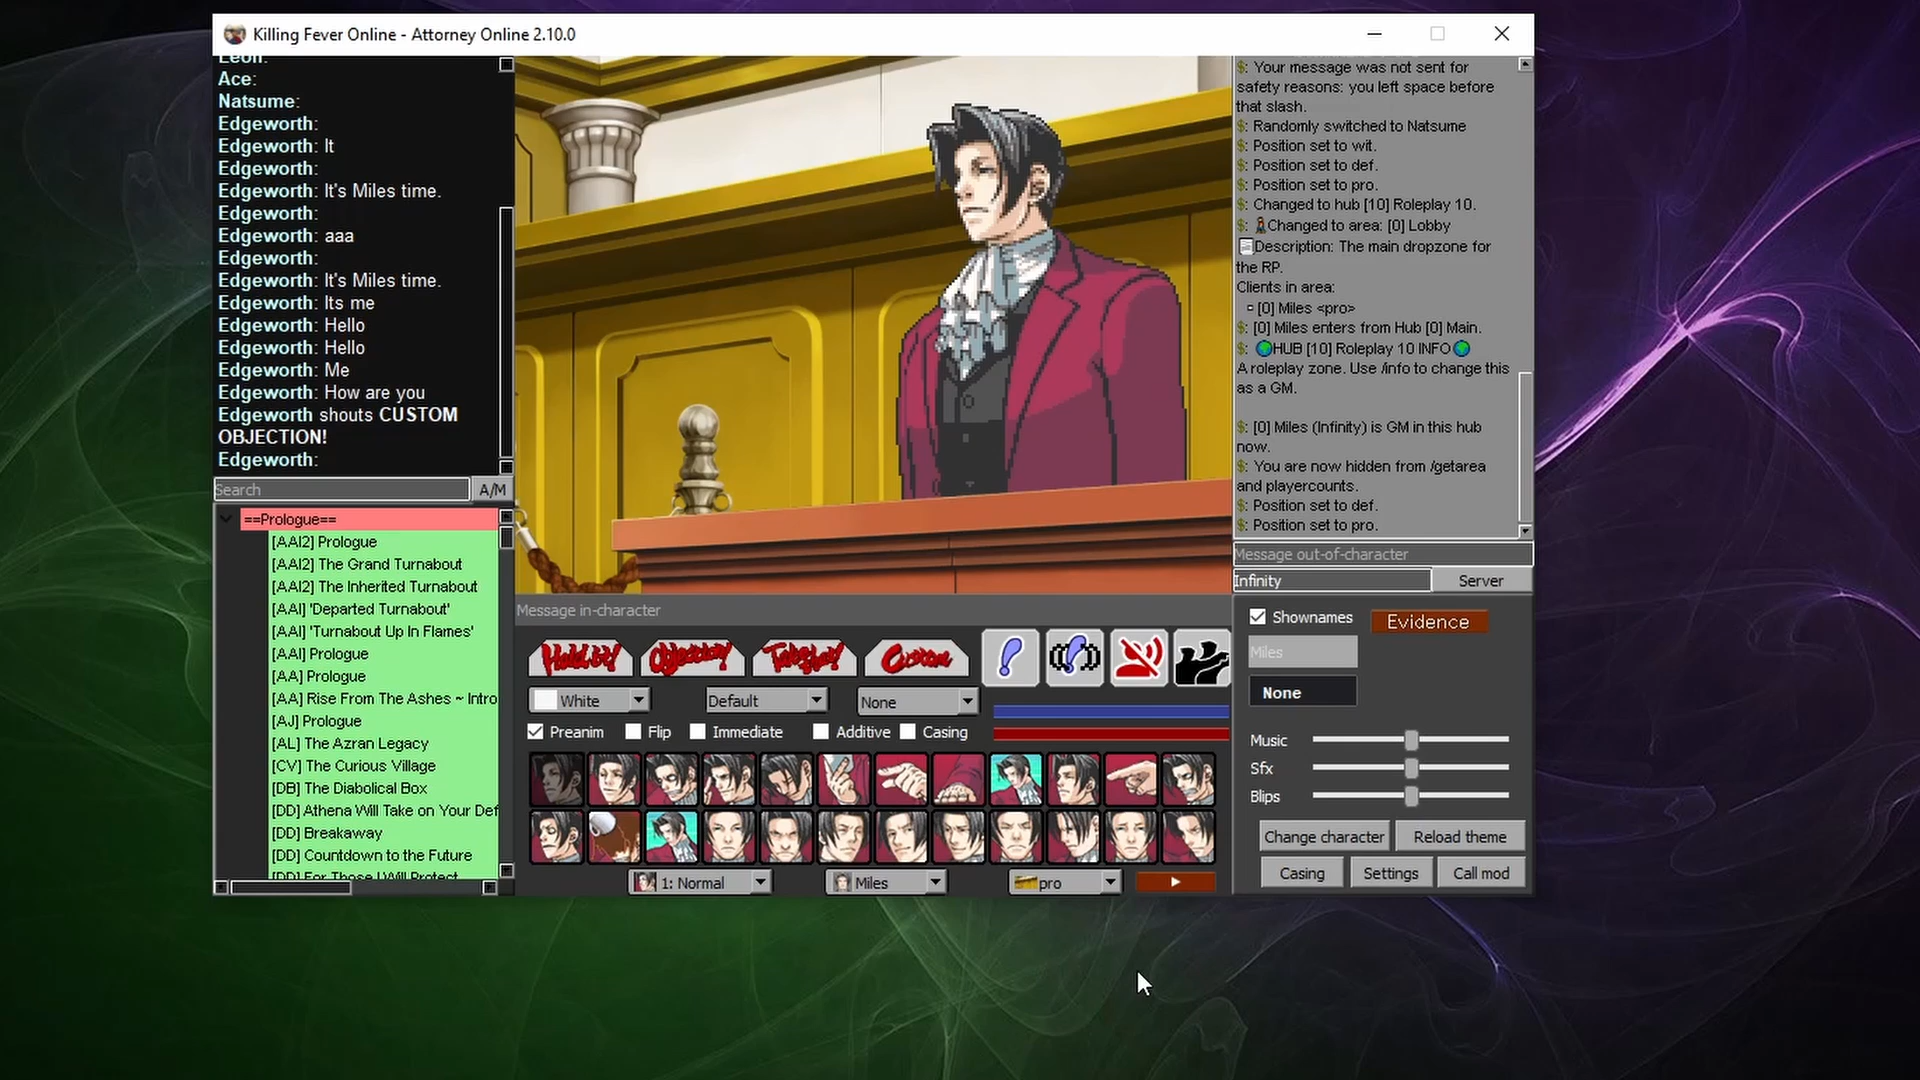 Killing Fever Online - Attorney Online 2.10.0
Leon:
Ace:
Natsume:
Edgeworth:
Edgeworth: It
Edgeworth:
Edgeworth: It's Miles time.
Edgeworth:
Edgeworth: aaa
Edgeworth:
Edgeworth: It's Miles time.
Edgeworth: Its me
Edgeworth: Hello
Edgeworth: Hello
Edgeworth: Me
Edgeworth: How are you
Edgeworth shouts CUSTOM
OBJECTION!
Edgeworth:
Search
A/M
==Prologue==
[AAI2] Prologue
[AAI2] The Grand Turnabout
[AAI2] The Inherited Turnabout
[AAI] 'Departed Turnabout'
[AAI] 'Turnabout Up In Flames'
[AAI] Prologue
[AA] Prologue
[AA] Rise From The Ashes ~ Intro
[AJ] Prologue
[AL] The Azran Legacy
[CV] The Curious Village
[DB] The Diabolical Box
[DD] Athena Will Take on Your Def
[DD] Breakaway
[DD] Countdown to the Future
[DD] For Those I Will Protect
Message in-character
Hold it!
Objection!
Take that!
Custom
White
Default
None
Preanim
Flip
Immediate
Additive
Casing
1: Normal
Miles
pro
$: Your message was not sent for
safety reasons: you left space before
that slash.
$: Randomly switched to Natsume
$: Position set to wit.
$: Position set to def.
$: Position set to pro.
$: Changed to hub [10] Roleplay 10.
$: Changed to area: [0] Lobby
Description: The main dropzone for
the RP.
Clients in area:
[0] Miles <pro>
$: [0] Miles enters from Hub [0] Main.
$: HUB [10] Roleplay 10 INFO
A roleplay zone. Use /info to change this
as a GM.
$: [0] Miles (Infinity) is GM in this hub
now.
$: You are now hidden from /getarea
and playercounts.
$: Position set to def.
$: Position set to pro.
Message out-of-character
Infinity
Server
Shownames
Evidence
Miles
None
Music
Sfx
Blips
Change character
Reload theme
Casing
Settings
Call mod